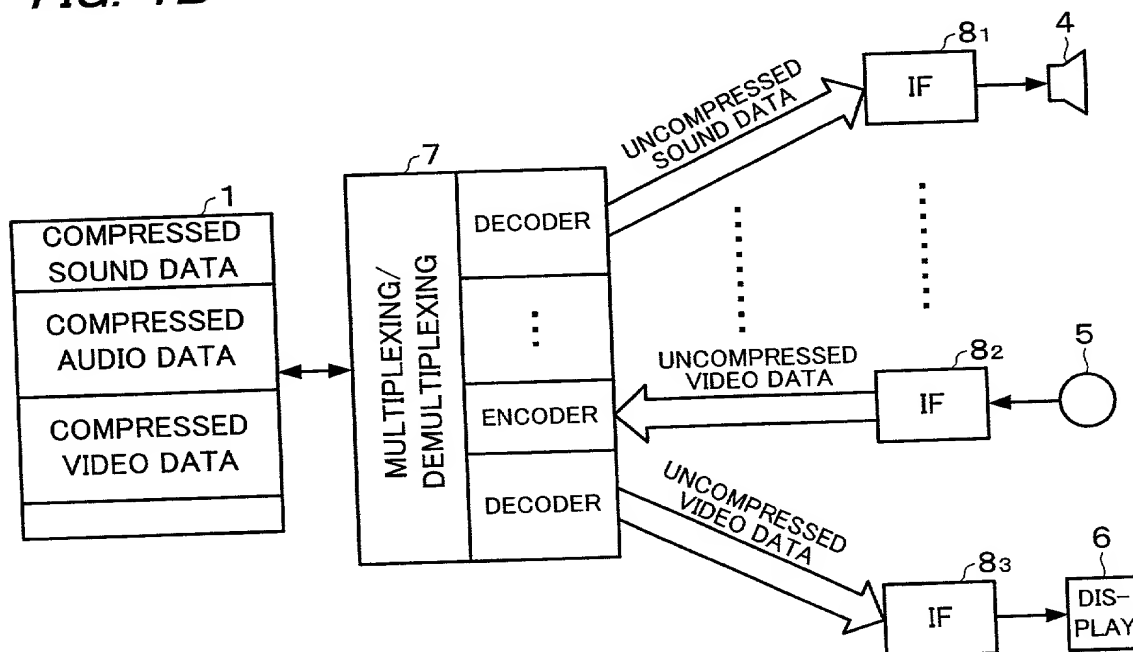 FIG. 1B
1
COMPRESSED
SOUND DATA
COMPRESSED
AUDIO DATA
COMPRESSED
VIDEO DATA
7
MULTIPLEXING/
DEMULTIPLEXING
DECODER
ENCODER
DECODER
UNCOMPRESSED
SOUND DATA
81
IF
4
UNCOMPRESSED
VIDEO DATA
82
IF
5
UNCOMPRESSED
VIDEO DATA
83
IF
6
DIS-
PLAY